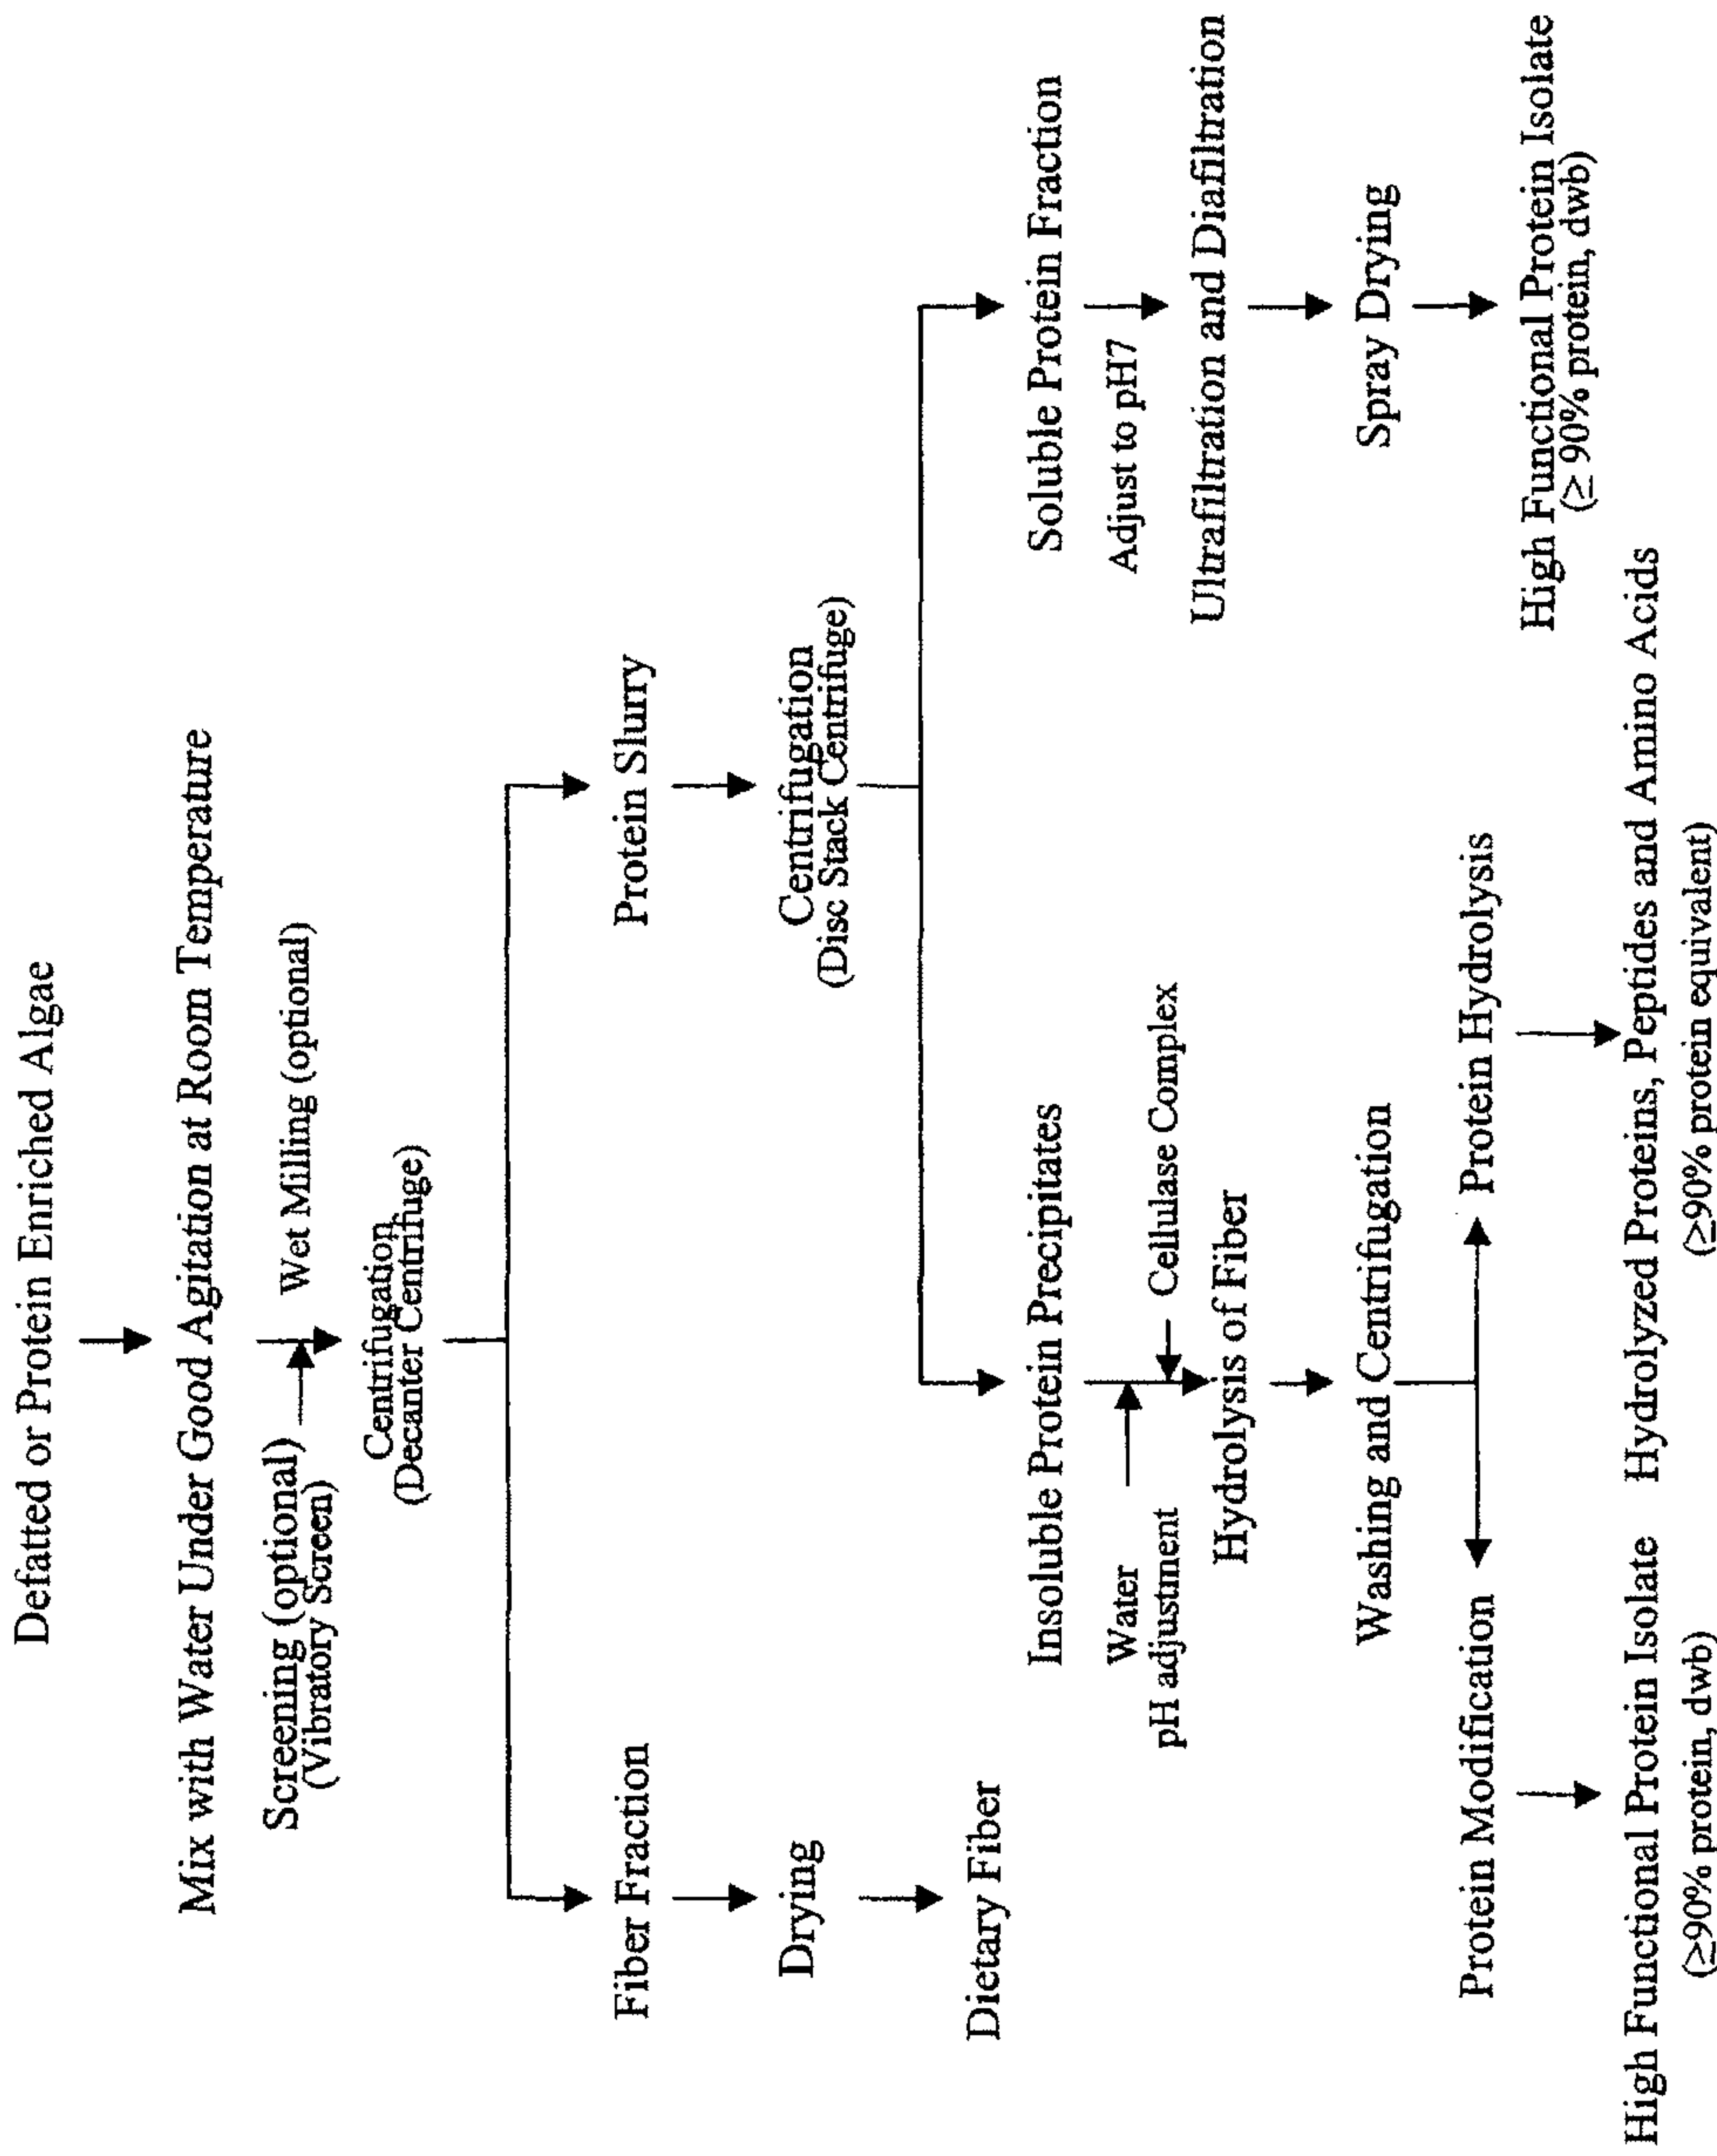 Defatted or Protein Enriched Algae
Mix with Water Under Good Agitation at Room Temperature
Screening (optional)
(Vibratory Screen)
Wet Milling (optional)
Centrifugation
(Decanter Centrifuge)
Fiber Fraction
Drying
Dietary Fiber
Protein Slurry
Centrifugation
(Disc Stack Centrifuge)
Insoluble Protein Precipitates
Water
pH adjustment
Cellulase Complex
Hydrolysis of Fiber
Washing and Centrifugation
Protein Modification
High Functional Protein Isolate
(≥90% protein, dwb)
Protein Hydrolysis
Hydrolyzed Proteins, Peptides and Amino Acids
(≥90% protein equivalent)
Soluble Protein Fraction
Adjust to pH7
Ultrafiltration and Diafiltration
Spray Drying
High Functional Protein Isolate
(≥ 90% protein, dwb)